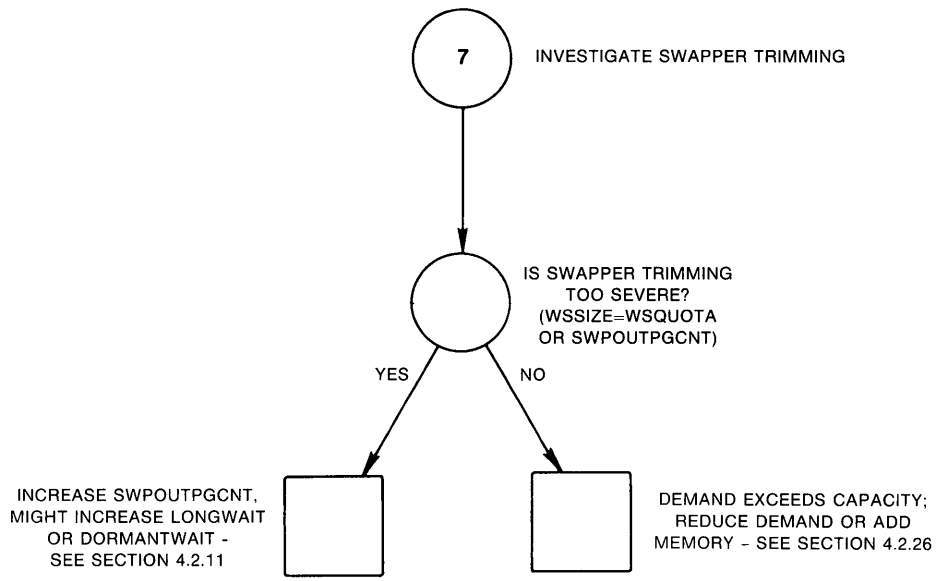 7
INVESTIGATE SWAPPER TRIMMING
IS SWAPPER TRIMMING
TOO SEVERE?
(WSSIZE=WSQUOTA
OR SWPOUTPGCNT)
YES
NO
INCREASE SWPOUTPGCNT,
MIGHT INCREASE LONGWAIT
OR DORMANTWAIT -
SEE SECTION 4.2.11
DEMAND EXCEEDS CAPACITY;
REDUCE DEMAND OR ADD
MEMORY - SEE SECTION 4.2.26